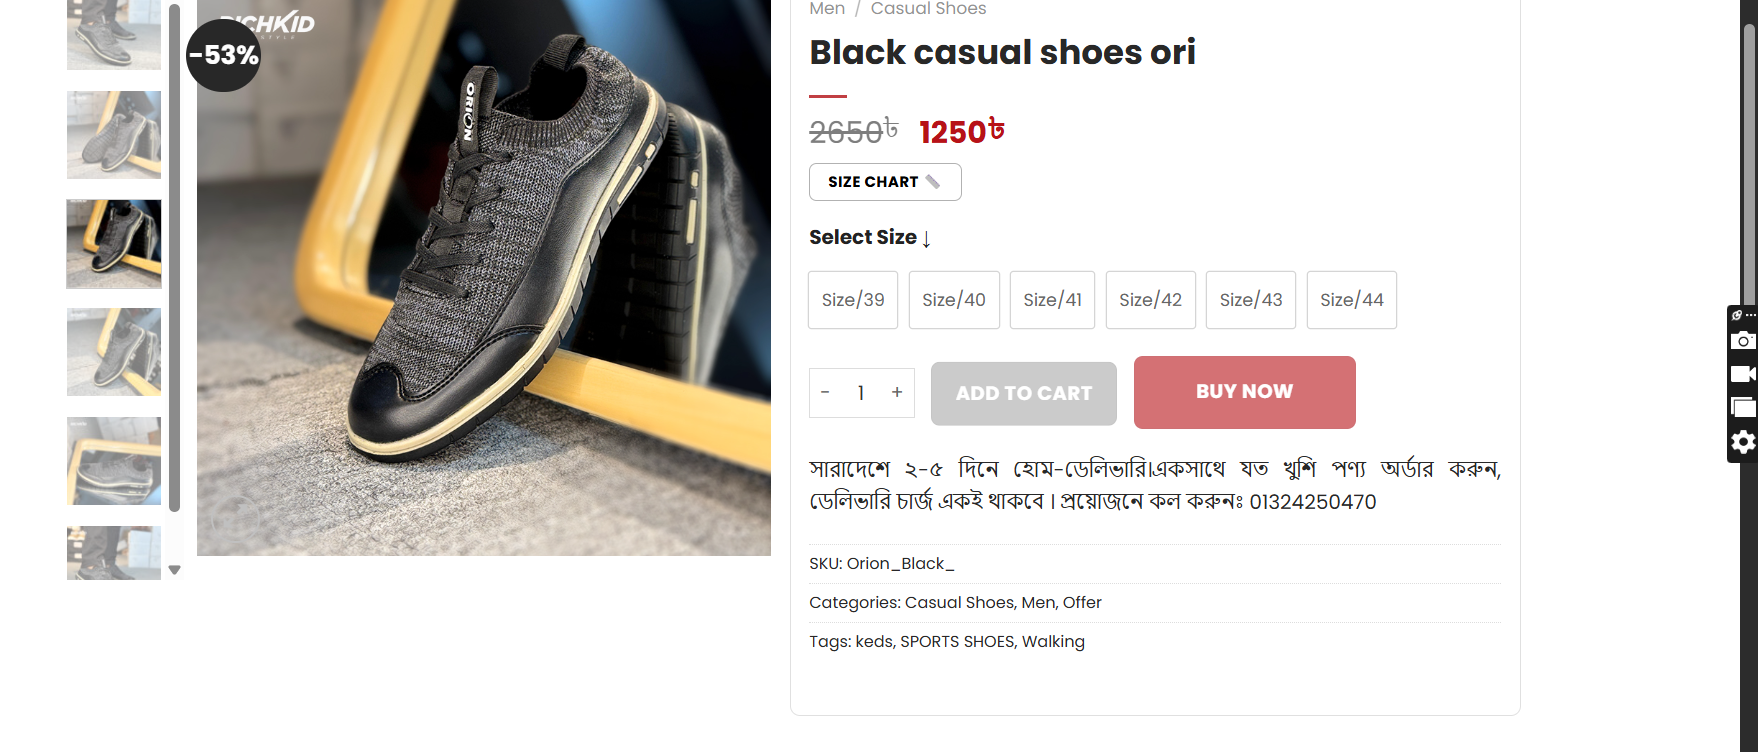 -53%
ORION
Men / Casual Shoes
Black casual shoes ori
2650৳ 1250৳
SIZE CHART
Select Size ↓
Size/39 Size/40 Size/41 Size/42 Size/43 Size/44
- 1 + ADD TO CART BUY NOW
সারাদেশে ২-৫ দিনে হোম-ডেলিভারি।একসাথে যত খুশি পণ্য অর্ডার করুন,
ডেলিভারি চার্জ একই থাকবে । প্রয়োজনে কল করুনঃ 01324250470
SKU: Orion_Black_
Categories: Casual Shoes, Men, Offer
Tags: keds, SPORTS SHOES, Walking